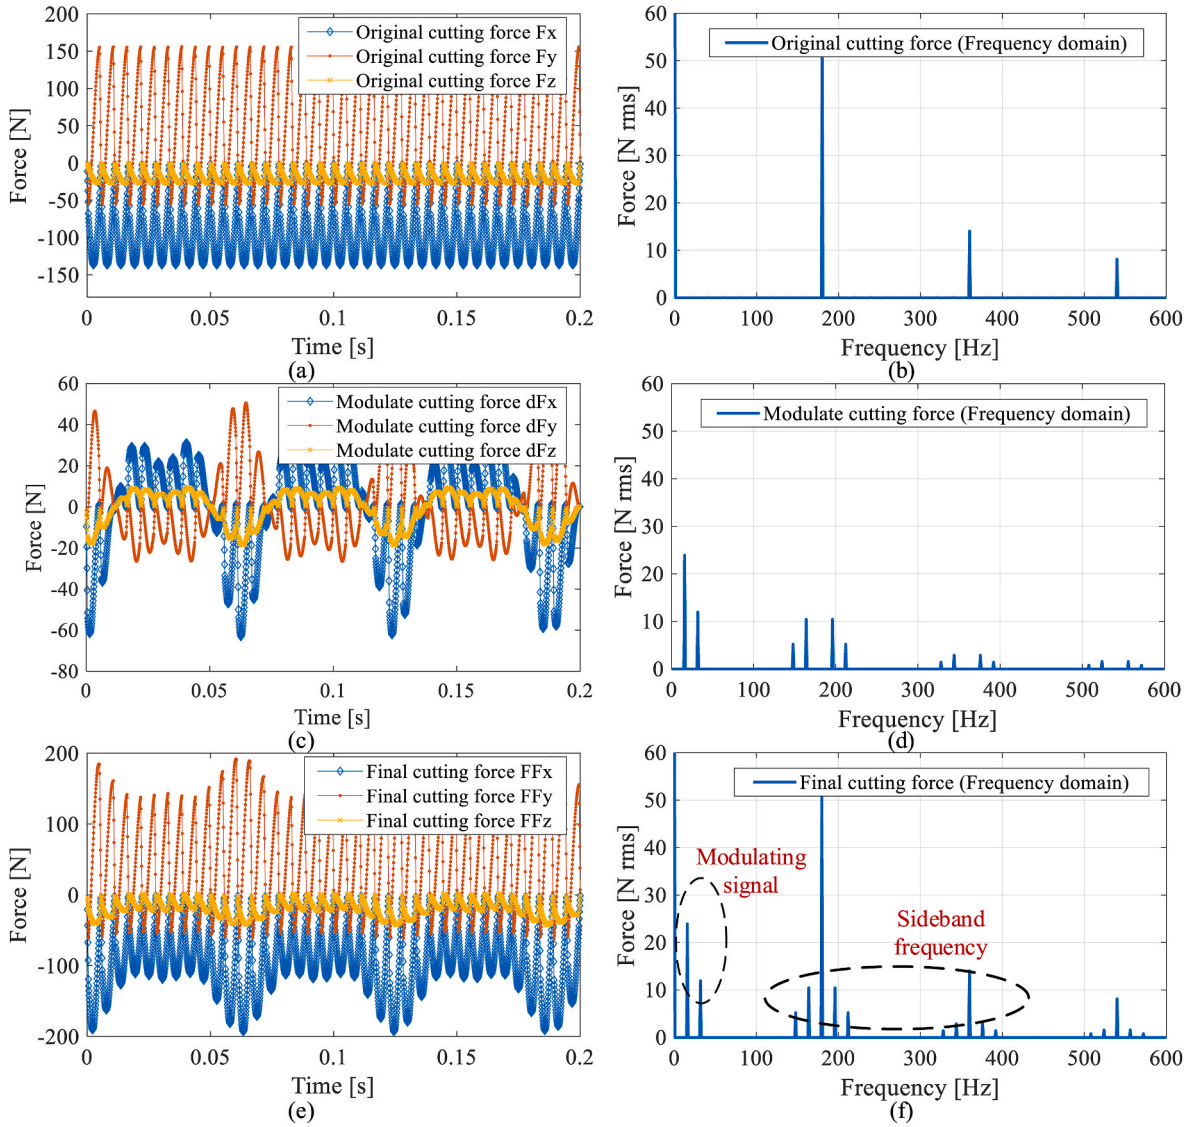 200
150
100
50
0
-50
-100
-150
Force [N]
Original cutting force Fx
Original cutting force Fy
Original cutting force Fz
0 0.05 0.1 0.15 0.2
Time [s]
(a)
60
50
40
30
20
10
0
Force [N rms]
Original cutting force (Frequency domain)
0 100 200 300 400 500 600
Frequency [Hz]
(b)
60
40
20
0
-20
-40
-60
-80
Force [N]
Modulate cutting force dFx
Modulate cutting force dFy
Modulate cutting force dFz
0 0.05 0.1 0.15 0.2
Time [s]
(c)
60
50
40
30
20
10
0
Force [N rms]
Modulate cutting force (Frequency domain)
0 100 200 300 400 500 600
Frequency [Hz]
(d)
200
100
0
-100
-200
Force [N]
Final cutting force FFx
Final cutting force FFy
Final cutting force FFz
0 0.05 0.1 0.15 0.2
Time [s]
(e)
60
50
40
30
20
10
0
Force [N rms]
Final cutting force (Frequency domain)
Modulating
signal
Sideband
frequency
0 100 200 300 400 500 600
Frequency [Hz]
(f)